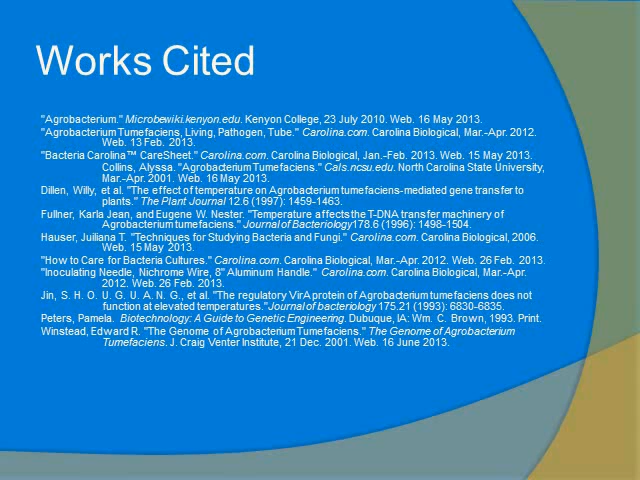 Works Cited
"Agrobacterium." Microbewiki.kenyon.edu. Kenyon College, 23 July 2010. Web. 16 May 2013.
"Agrobacterium Tumefaciens, Living, Pathogen, Tube." Carolina.com. Carolina Biological, Mar.-Apr. 2012.
Web. 13 Feb. 2013.
"Bacteria Carolina™ CareSheet." Carolina.com. Carolina Biological, Jan.-Feb. 2013. Web. 15 May 2013.
Collins, Alyssa. "Agrobacterium Tumefaciens." Cals.ncsu.edu. North Carolina State University,
Mar.-Apr. 2001. Web. 16 May 2013.
Dillen, Willy, et al. "The effect of temperature on Agrobacterium tumefaciens-mediated gene transfer to
plants." The Plant Journal 12.6 (1997): 1459-1463.
Fullner, Karla Jean, and Eugene W. Nester. "Temperature affects the T-DNA transfer machinery of
Agrobacterium tumefaciens." Journal of Bacteriology 178.6 (1996): 1498-1504.
Hauser, Juiliana T. "Techniques for Studying Bacteria and Fungi." Carolina.com. Carolina Biological, 2006.
Web. 15 May 2013.
"How to Care for Bacteria Cultures." Carolina.com. Carolina Biological, Mar.-Apr. 2012. Web. 26 Feb. 2013.
"Inoculating Needle, Nichrome Wire, 8" Aluminum Handle." Carolina.com. Carolina Biological, Mar.-Apr.
2012. Web. 26 Feb. 2013.
Jin, S. H. O. U. G. U. A. N. G., et al. "The regulatory VirA protein of Agrobacterium tumefaciens does not
function at elevated temperatures." Journal of bacteriology 175.21 (1993): 6830-6835.
Peters, Pamela. Biotechnology: A Guide to Genetic Engineering. Dubuque, IA: Wm. C. Brown, 1993. Print.
Winstead, Edward R. "The Genome of Agrobacterium Tumefaciens." The Genome of Agrobacterium
Tumefaciens. J. Craig Venter Institute, 21 Dec. 2001. Web. 16 June 2013.